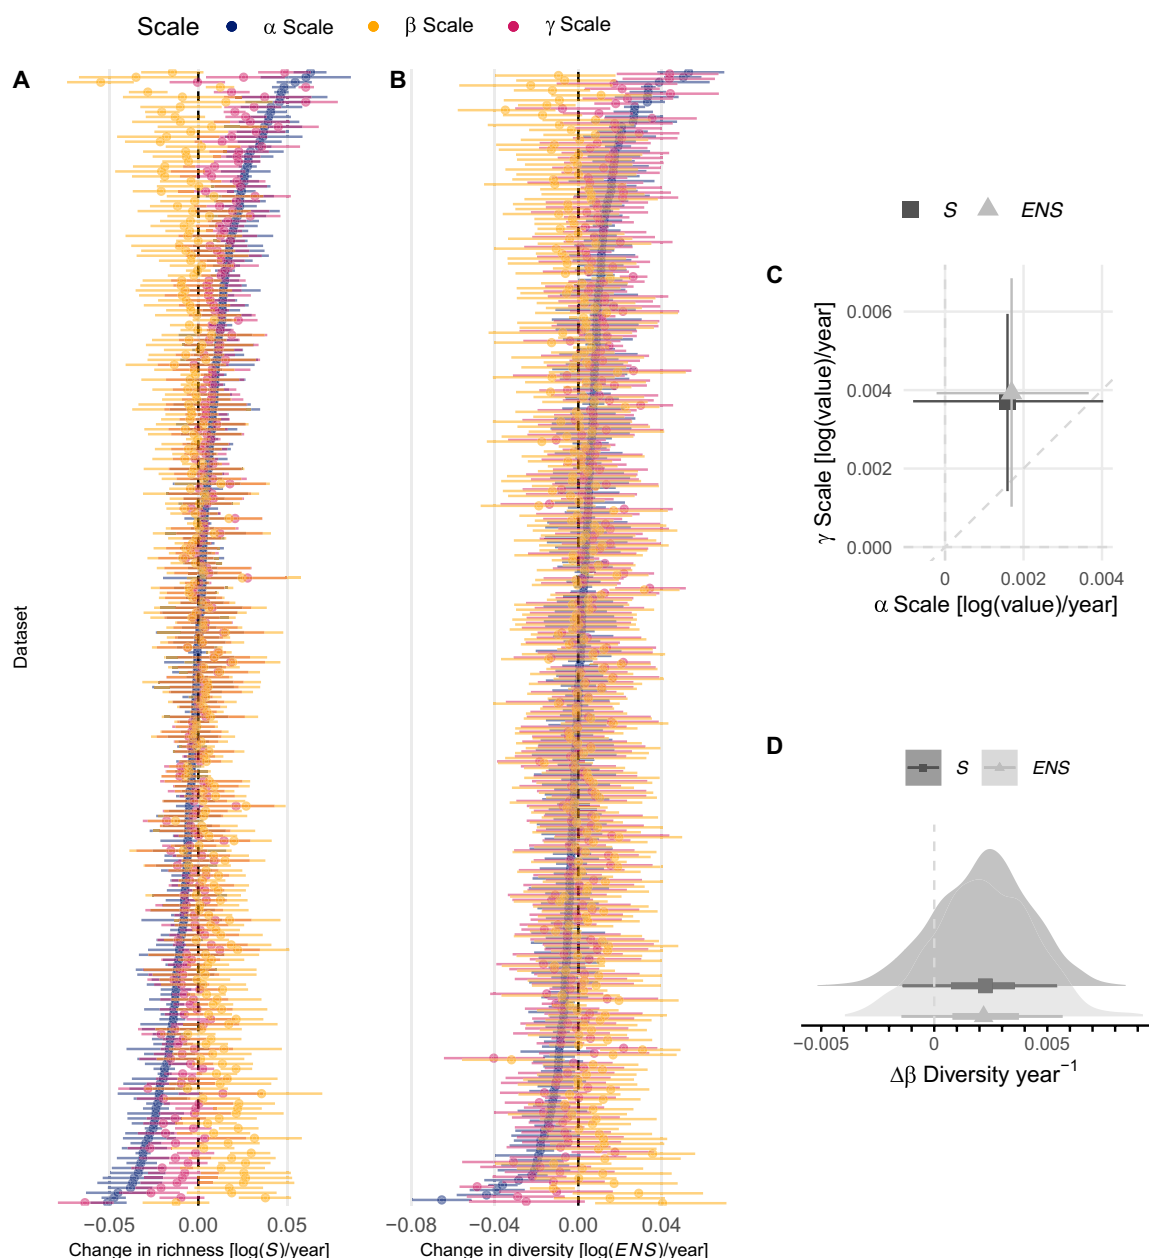 Scale α Scale β Scale γ Scale
A
B
Dataset
−0.05 0.00 0.05
Change in richness [log(S)/year]
−0.08 −0.04 0.00 0.04
Change in diversity [log(ENS)/year]
S ENS
C
γ Scale [log(value)/year]
0.006
0.004
0.002
0.000
0 0.002 0.004
α Scale [log(value)/year]
D
S ENS
−0.005 0 0.005
Δβ Diversity year⁻¹